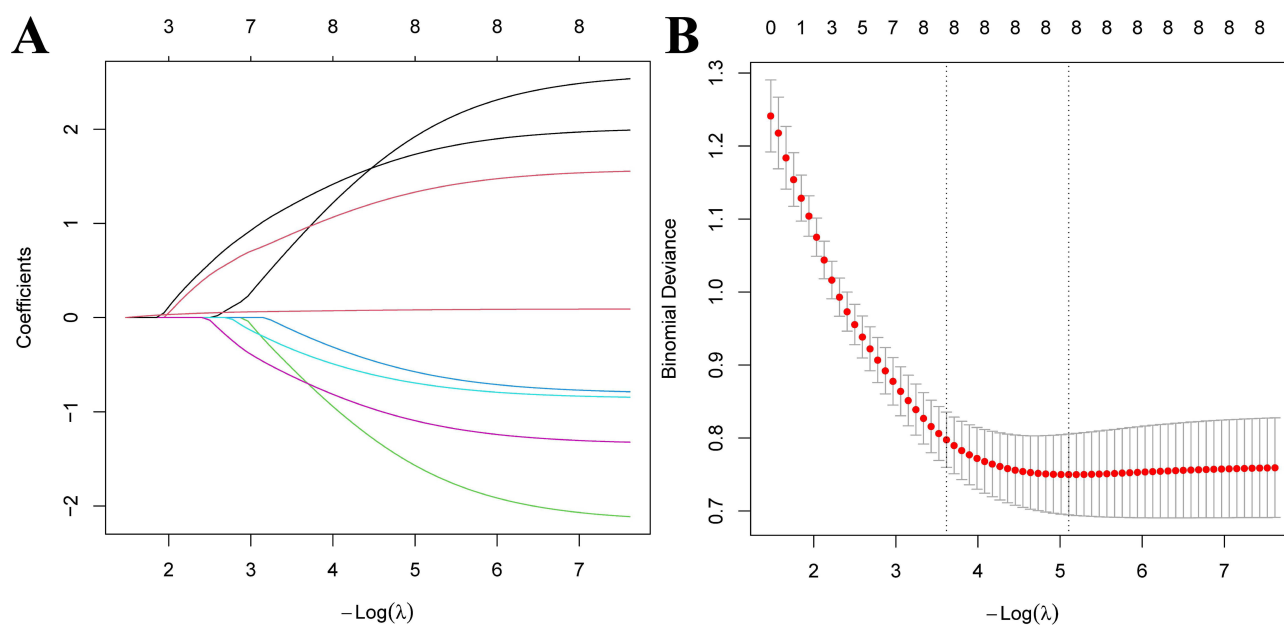 A
3 7 8 8 8 8
Coefficients
2
1
0
−1
−2
2 3 4 5 6 7
−Log(λ)
B
0 1 3 5 7 8 8 8 8 8 8 8 8 8 8 8 8
Binomial Deviance
1.3
1.2
1.1
1.0
0.9
0.8
0.7
2 3 4 5 6 7
−Log(λ)